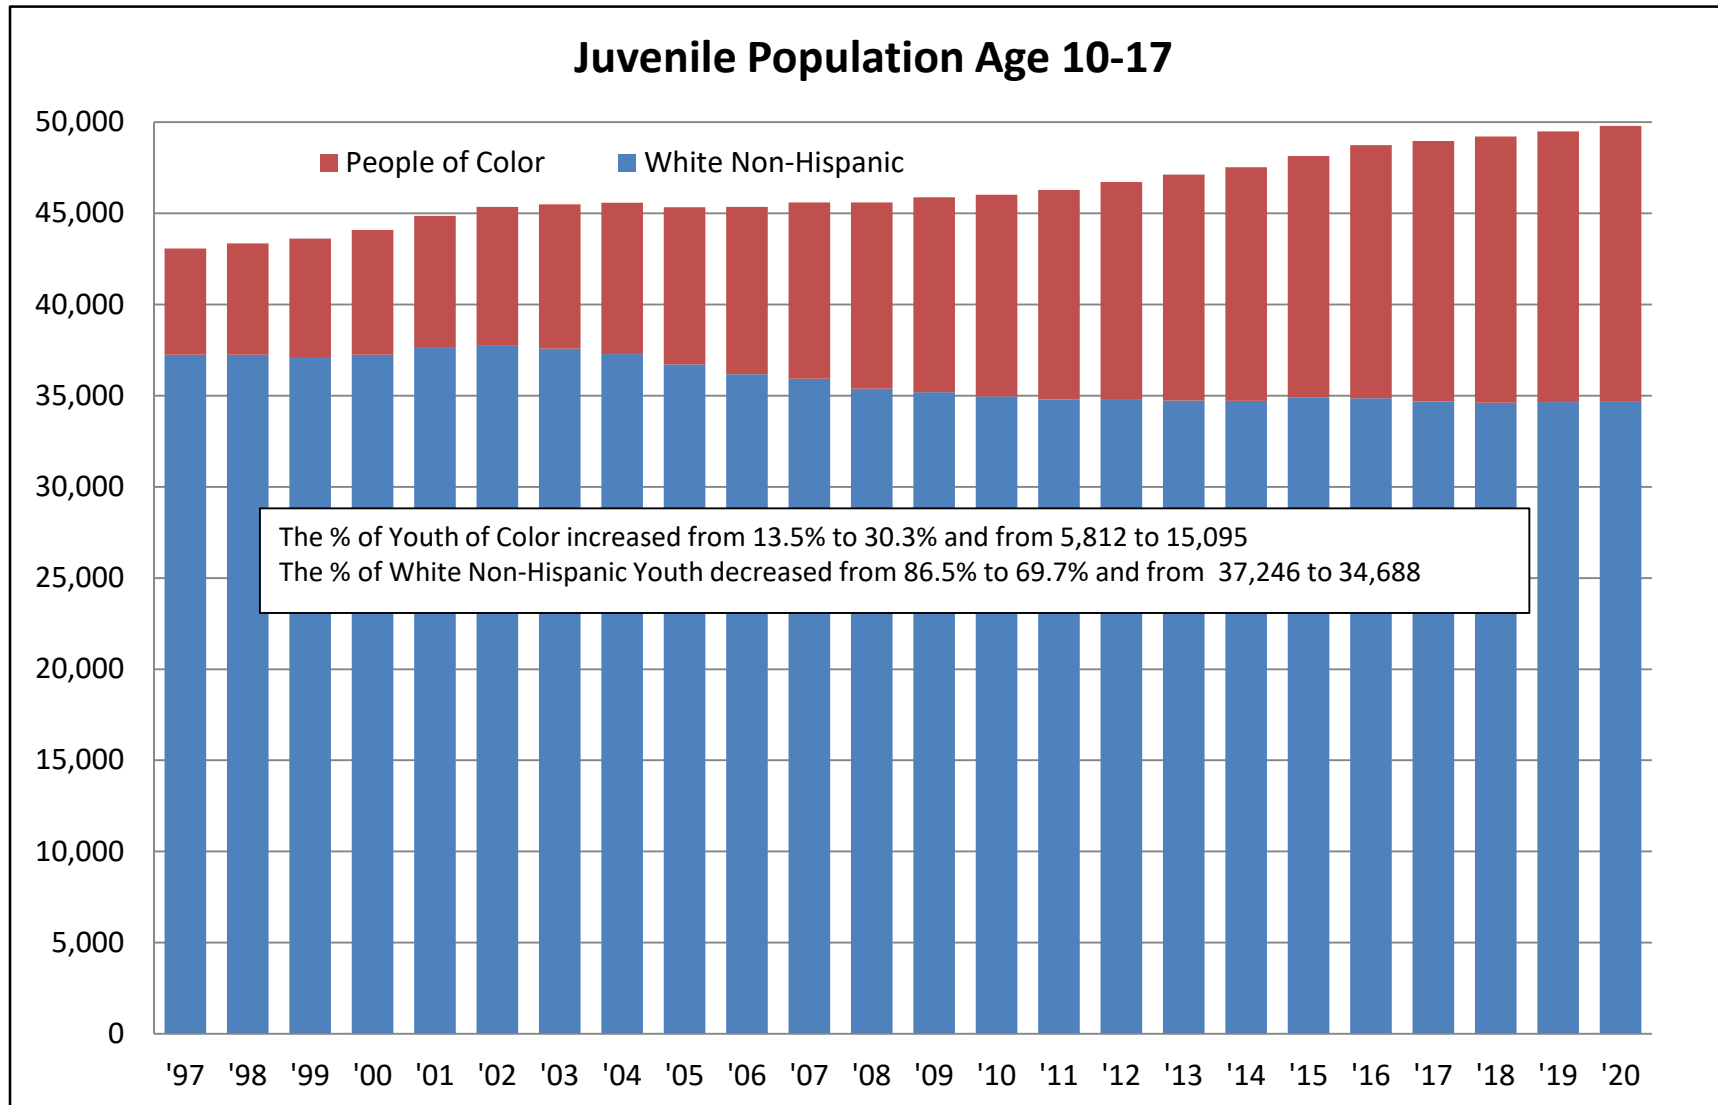 Juvenile Population Age 10-17
50,000
45,000
40,000
35,000
30,000
25,000
20,000
15,000
10,000
5,000
0
People of Color White Non-Hispanic
The % of Youth of Color increased from 13.5% to 30.3% and from 5,812 to 15,095
The % of White Non-Hispanic Youth decreased from 86.5% to 69.7% and from  37,246 to 34,688
'97 '98 '99 '00 '01 '02 '03 '04 '05 '06 '07 '08 '09 '10 '11 '12 '13 '14 '15 '16 '17 '18 '19 '20